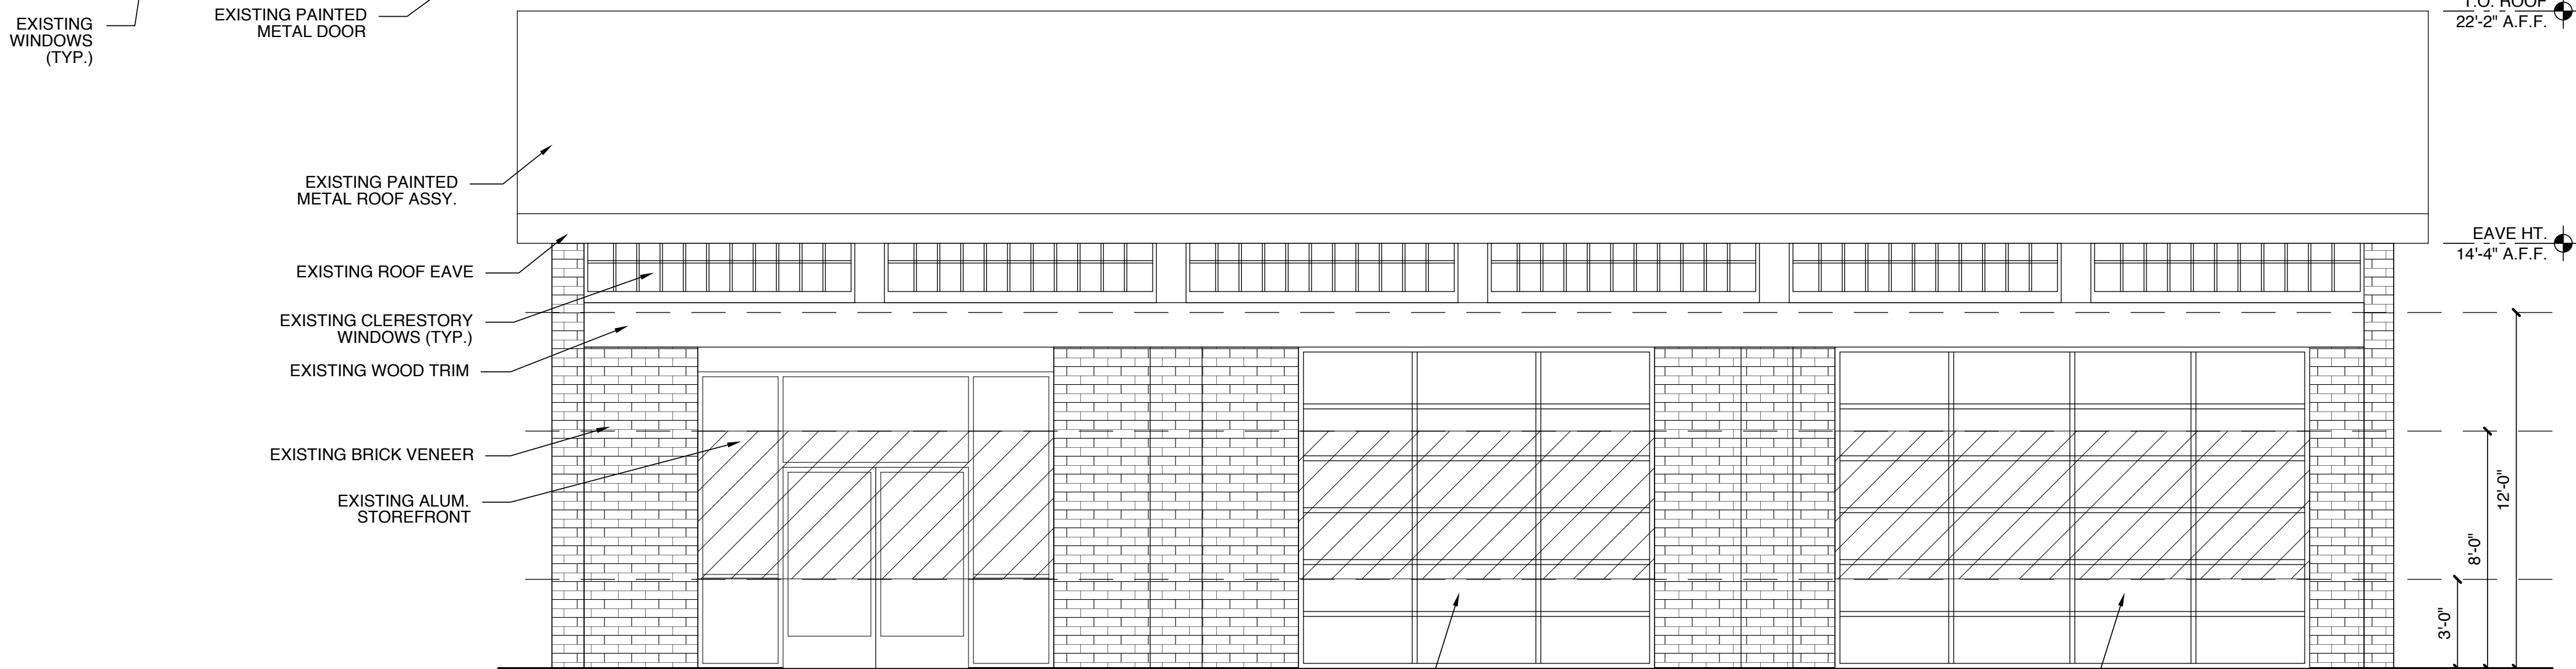 EXISTING
WINDOWS
(TYP.)
EXISTING PAINTED
METAL DOOR
T.O. ROOF
22'-2" A.F.F.
EXISTING PAINTED
METAL ROOF ASSY.
EXISTING ROOF EAVE
EAVE HT.
14'-4" A.F.F.
EXISTING CLERESTORY
WINDOWS (TYP.)
EXISTING WOOD TRIM
EXISTING BRICK VENEER
EXISTING ALUM.
STOREFRONT
3'-0"
8'-0"
12'-0"